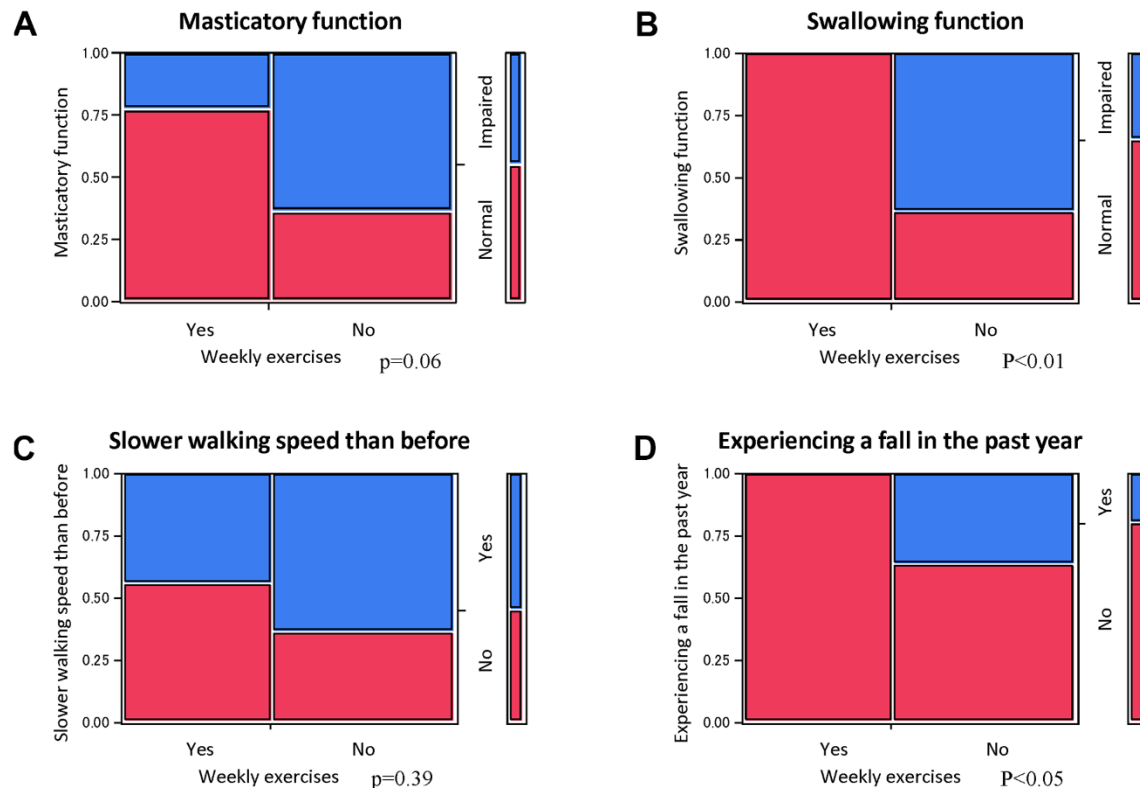 A
Masticatory function
Masticatory function
1.00
0.75
0.50
0.25
0.00
Yes
No
Weekly exercises
p=0.06
Impaired
Normal
B
Swallowing function
Swallowing function
1.00
0.75
0.50
0.25
0.00
Yes
No
Weekly exercises
P<0.01
Impaired
Normal
C
Slower walking speed than before
Slower walking speed than before
1.00
0.75
0.50
0.25
0.00
Yes
No
Weekly exercises
p=0.39
Yes
No
D
Experiencing a fall in the past year
Experiencing a fall in the past year
1.00
0.75
0.50
0.25
0.00
Yes
No
Weekly exercises
P<0.05
Yes
No